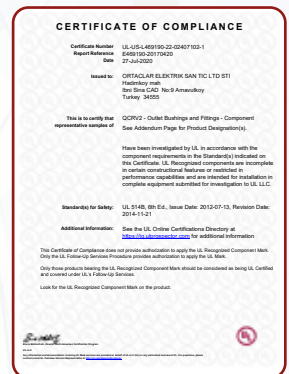 CERTIFICATE OF COMPLIANCE
Certificate Number UL-US-L469190-22-02407102-1
Report Reference E469190-20170420
Date 27-Jul-2020
Issued to: ORTACLAR ELEKTRIK SAN TIC LTD STI
Hadimkoy mah
Ibni Sina CAD No:9 Arnavutkoy
Turkey 34555
This is to certify that QCRV2 - Outlet Bushings and Fittings - Component
representative samples of See Addendum Page for Product Designation(s).
Have been investigated by UL in accordance with the
component requirements in the Standard(s) indicated on
this Certificate. UL Recognized components are incomplete
in certain constructional features or restricted in
performance capabilities and are intended for installation in
complete equipment submitted for investigation to UL LLC.
Standard(s) for Safety: UL 514B, 6th Ed., Issue Date: 2012-07-13, Revision Date:
2014-11-21
Additional Information: See the UL Online Certifications Directory at
https://iq.ulprospector.com for additional information
This Certificate of Compliance does not provide authorization to apply the UL Recognized Component Mark.
Only the UL Follow-Up Services Procedure provides authorization to apply the UL Mark.
Only those products bearing the UL Recognized Component Mark should be considered as being UL Certified
and covered under UL's Follow-Up Services.
Look for the UL Recognized Component Mark on the product.
UL